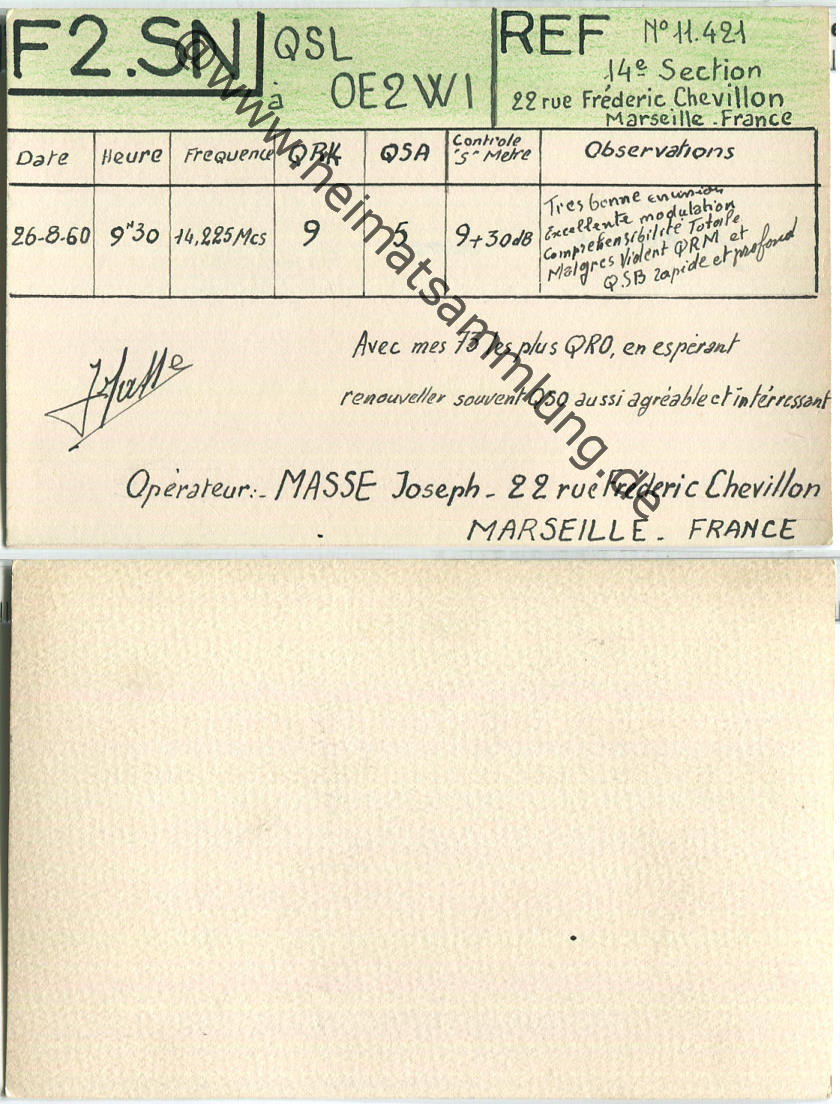 F2.SN
QSL
à OE2WI
REF N° 11.421
14e Section
22 rue Fréderic Chevillon
Marseille - France
Date Heure Frequence QRK QSA Controle "S" Metre Observations
26-8-60 9H30 14,225 Mcs 9 5 9+30dB
Tres bonne
Excellente modulation
Comprehensibilité Totale
Malgres Violent QRM et
QSB rapide et profond
Avec mes 73 les plus QRO, en espérant
renouveller souvent QSO aussi agréable et intérressant
JMasse
Opérateur:- MASSE Joseph - 22 rue Fréderic Chevillon
MARSEILLE - FRANCE
@www.heimatsammlung.de